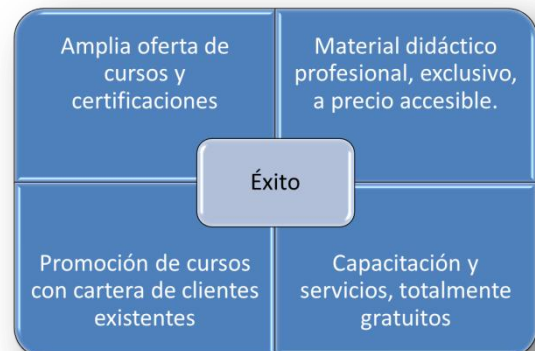 Amplia oferta de
cursos y
certificaciones
Material didáctico
profesional, exclusivo,
a precio accesible.
Éxito
Promoción de cursos
con cartera de clientes
existentes
Capacitación y
servicios, totalmente
gratuitos